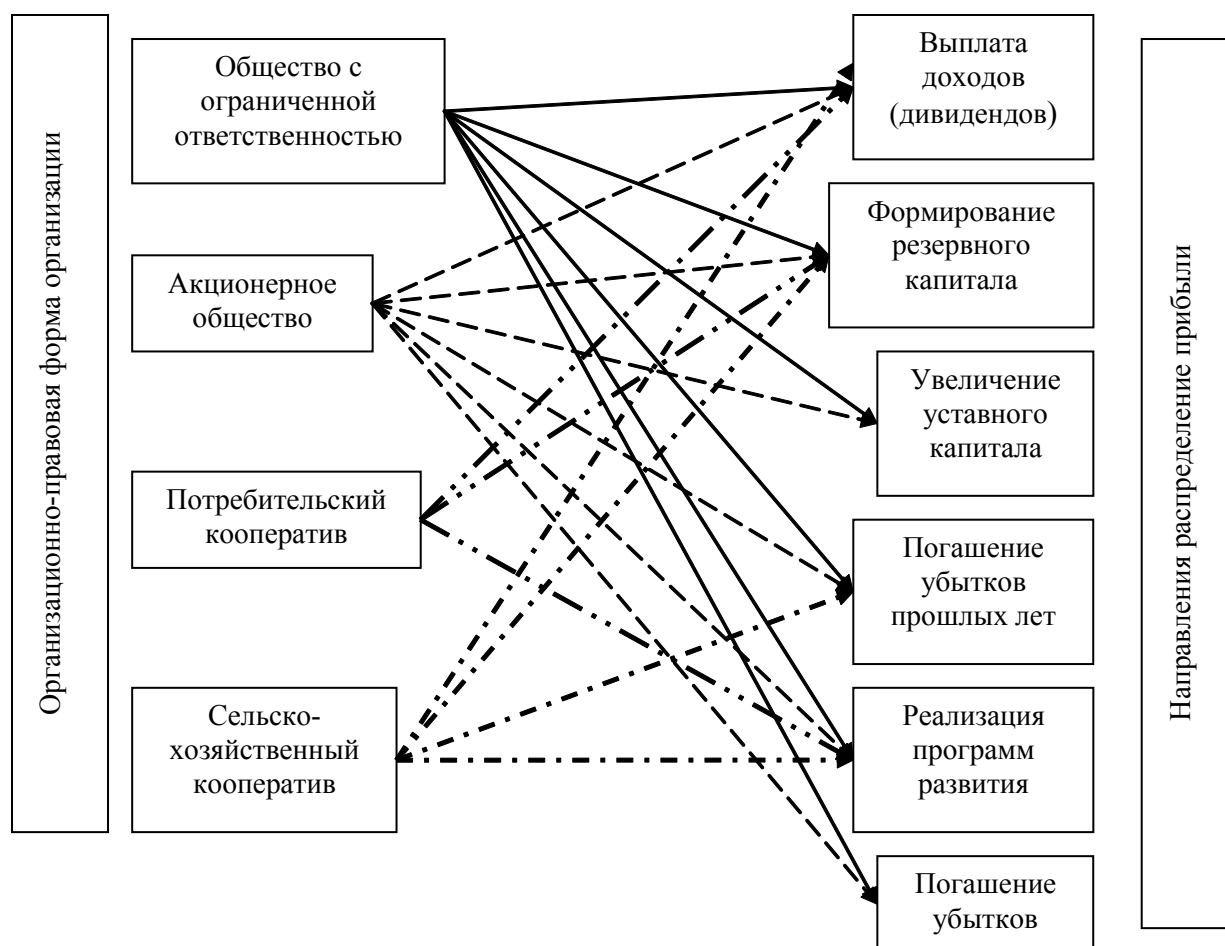 Организационно-правовая форма организации
Общество с
ограниченной
ответственностью
Акционерное
общество
Потребительский
кооператив
Сельско-
хозяйственный
кооператив
Выплата
доходов
(дивидендов)
Формирование
резервного
капитала
Увеличение
уставного
капитала
Погашение
убытков
прошлых лет
Реализация
программ
развития
Погашение
убытков
Направления распределение прибыли